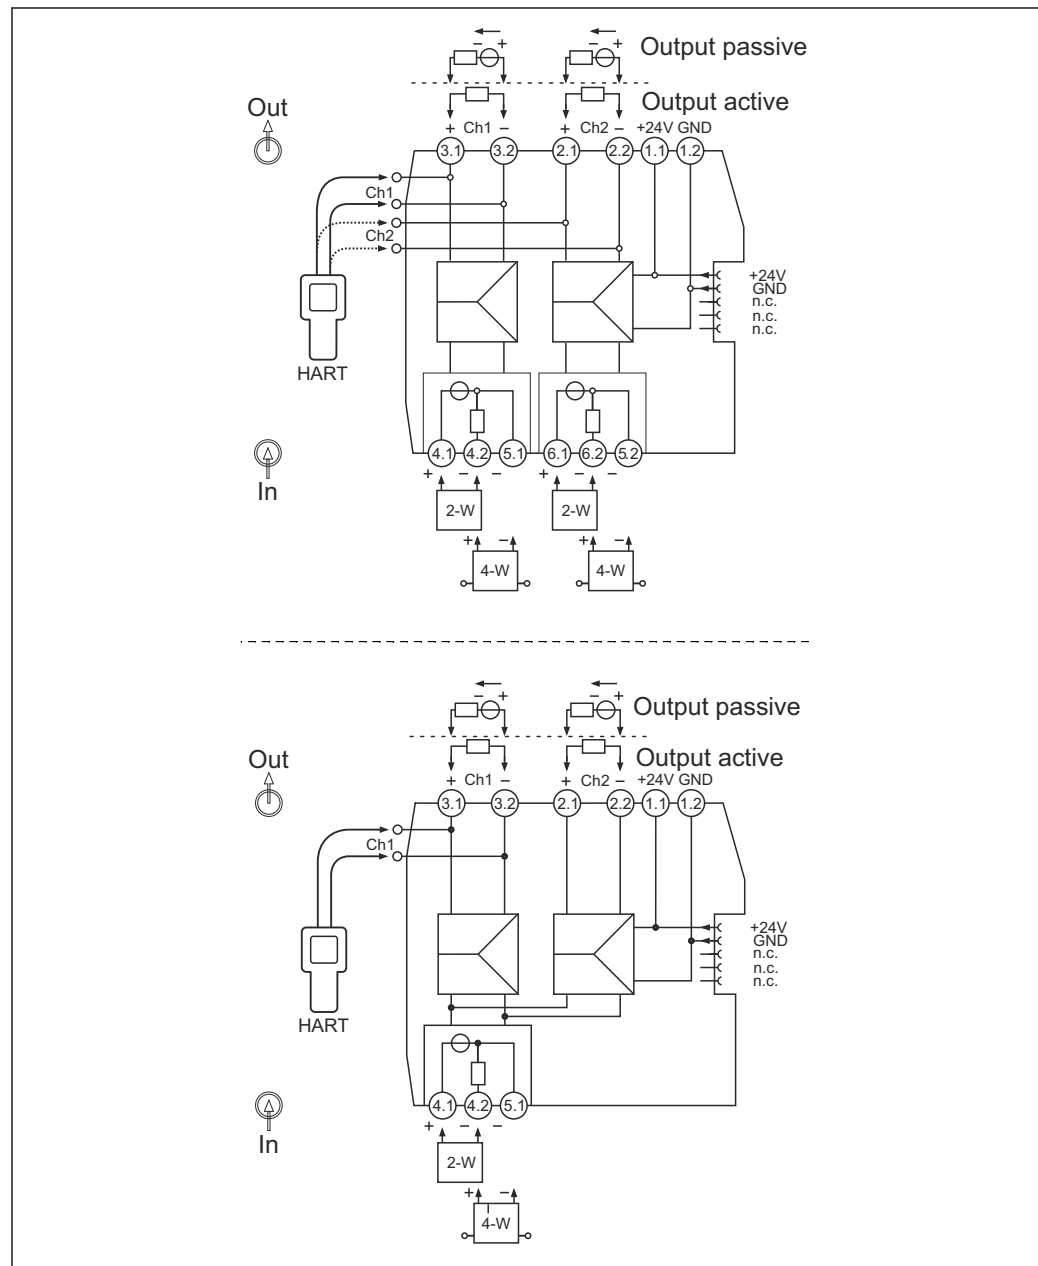 − + − + Output passive
Output active
Out
+ Ch1 − + Ch2 − +24V GND
3.1 3.2 2.1 2.2 1.1 1.2
Ch1
Ch2
+24V
GND
n.c.
n.c.
n.c.
HART
4.1 4.2 5.1 6.1 6.2 5.2
In
+ − − + − −
2-W 2-W
+ − + −
4-W 4-W
− + − + Output passive
Output active
Out
+ Ch1 − + Ch2 − +24V GND
3.1 3.2 2.1 2.2 1.1 1.2
Ch1
+24V
GND
n.c.
n.c.
n.c.
HART
4.1 4.2 5.1
In
+ − −
2-W
+ −
4-W